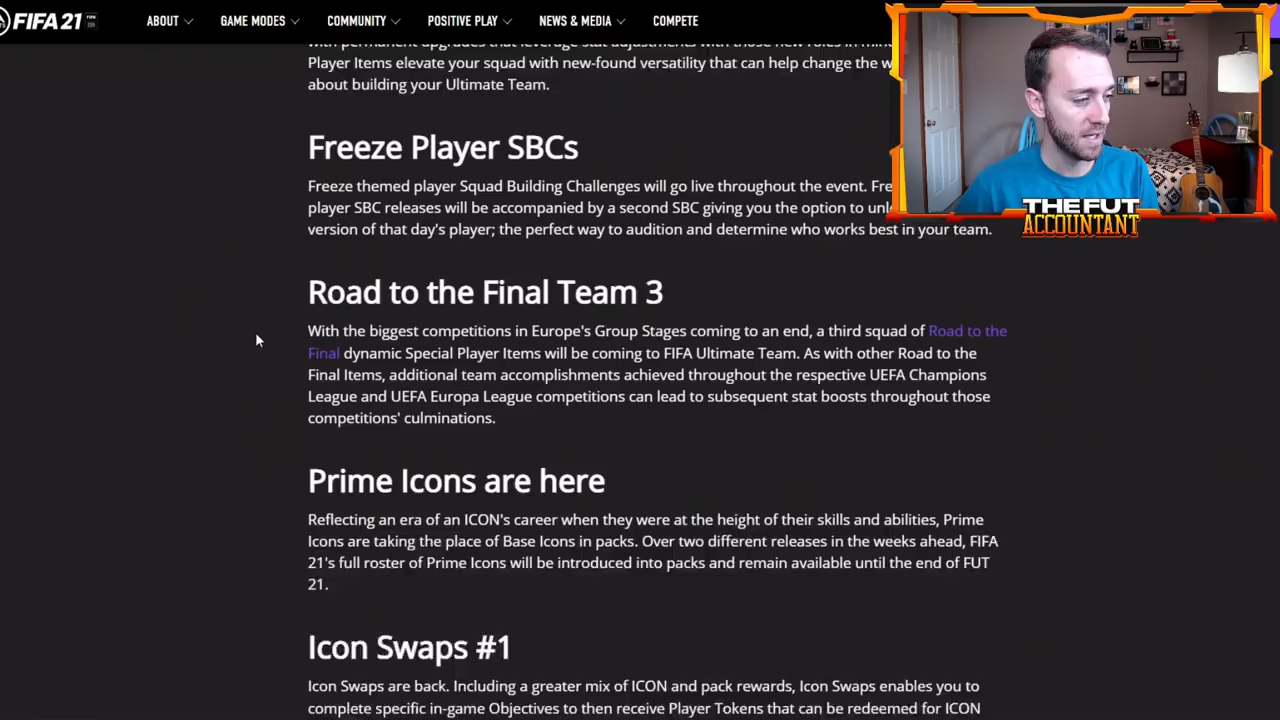 FIFA 21
ABOUT GAME MODES COMMUNITY POSITIVE PLAY NEWS & MEDIA COMPETE
with permanent upgrades that leverage stat adjustments with those new roles in
Player Items elevate your squad with new-found versatility that can help change the
about building your Ultimate Team.
Freeze Player SBCs
Freeze themed player Squad Building Challenges will go live throughout the event.
player SBC releases will be accompanied by a second SBC giving you the option to
version of that day's player; the perfect way to audition and determine who works best in your team.
THE FUT
ACCOUNTANT
Road to the Final Team 3
With the biggest competitions in Europe's Group Stages coming to an end, a third squad of Road to the
Final dynamic Special Player Items will be coming to FIFA Ultimate Team. As with other Road to the
Final Items, additional team accomplishments achieved throughout the respective UEFA Champions
League and UEFA Europa League competitions can lead to subsequent stat boosts throughout those
competitions' culminations.
Prime Icons are here
Reflecting an era of an ICON's career when they were at the height of their skills and abilities, Prime
Icons are taking the place of Base Icons in packs. Over two different releases in the weeks ahead, FIFA
21's full roster of Prime Icons will be introduced into packs and remain available until the end of FUT
21.
Icon Swaps #1
Icon Swaps are back. Including a greater mix of ICON and pack rewards, Icon Swaps enables you to
complete specific in-game Objectives to then receive Player Tokens that can be redeemed for ICON